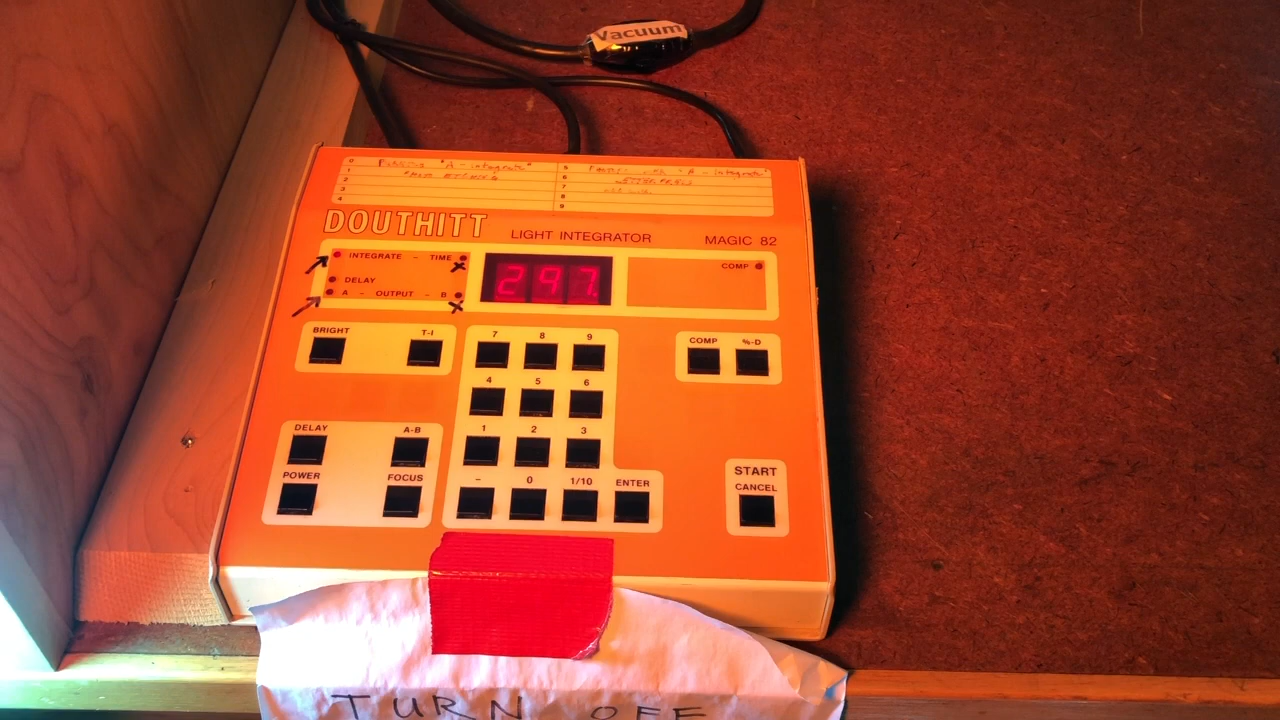 Vacuum
0 "A - integrate" 5 "A - integrate"
1 6
2 7
3 8
4 9
DOUTHITT LIGHT INTEGRATOR MAGIC 82
INTEGRATE - TIME 297. COMP
DELAY
A - OUTPUT - B
BRIGHT T-I 7 8 9 COMP %-D
4 5 6
DELAY A-B 1 2 3
POWER FOCUS - 0 1/10 ENTER START
CANCEL
TURN OFF